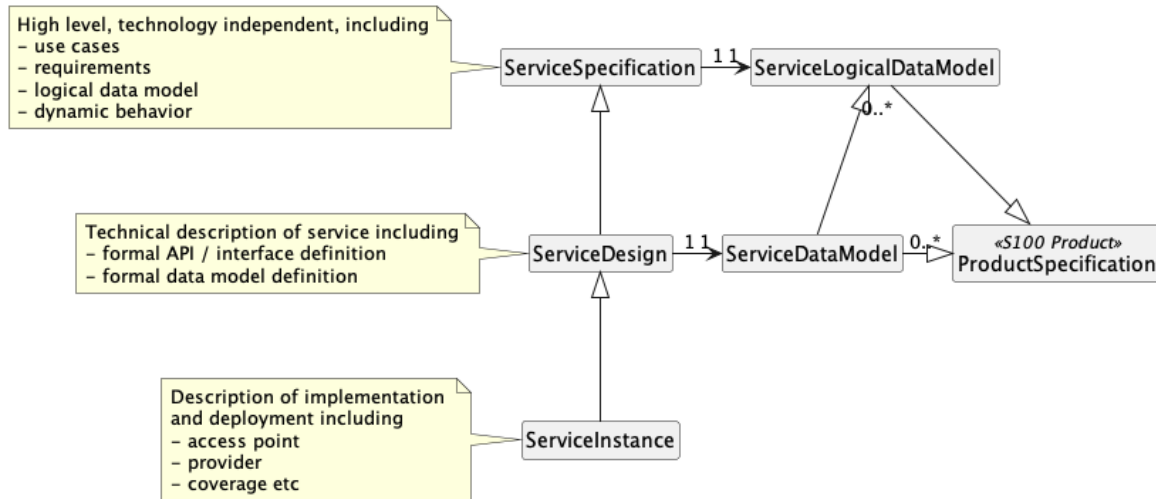 High level, technology independent, including
– use cases
– requirements
– logical data model
– dynamic behavior
ServiceSpecification
1 1
ServiceLogicalDataModel
0..*
Technical description of service including
– formal API / interface definition
– formal data model definition
ServiceDesign
1 1
ServiceDataModel
0..*
«S100 Product»
ProductSpecification
Description of implementation
and deployment including
– access point
– provider
– coverage etc
ServiceInstance